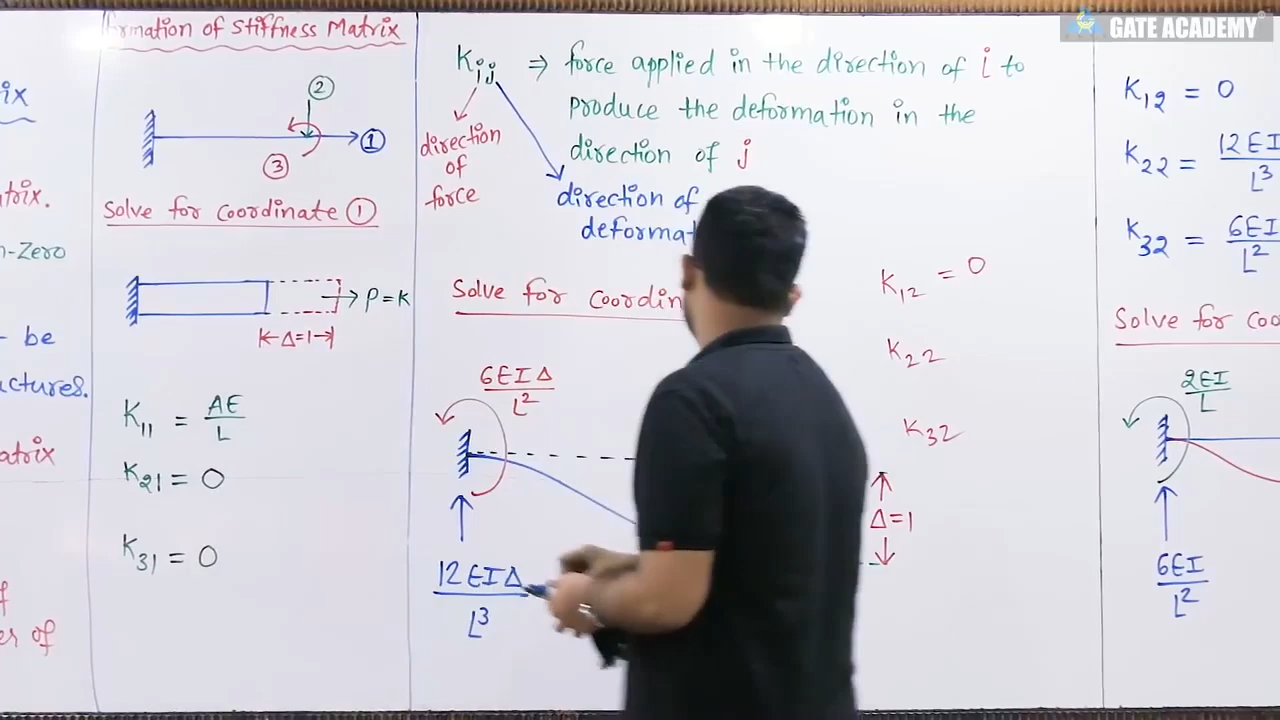 GATE ACADEMY
ix
trix.
n-Zero
be
uctures.
atrix
er of
rmation of Stiffness Matrix
2
1
3
Solve for Coordinate ①
P = K
Δ=1
K11 = AE/L
K21 = 0
K31 = 0
Kij ⇒ force applied in the direction of i to
produce the deformation in the
direction of j
direction
of
force
direction of
deformat
Solve for Coordin
6EIΔ/L²
12EIΔ/L³
Δ=1
K12 = 0
K22
K32
K12 = 0
K22 = 12EI/L³
K32 = 6EI/L²
Solve for Coo
2EI/L
6EI/L²